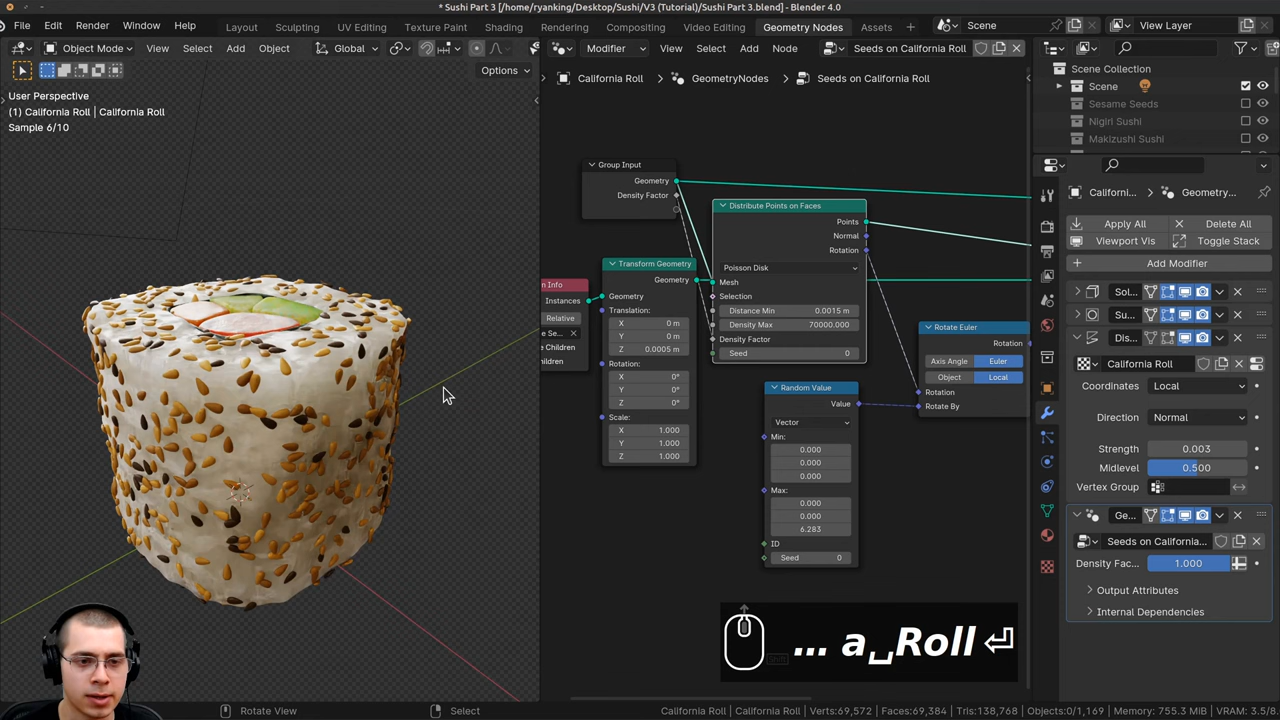 * Sushi Part 3 [/home/ryanking/Desktop/Sushi/V3 (Tutorial)/Sushi Part 3.blend] - Blender 4.0
File Edit Render Window Help Layout UV Editing Texture Paint Shading Rendering Compositing Video Editing Geometry Nodes Assets Scene View Layer
Object Mode View Select Add Object Global
Modifier View Select Add Node Seeds on California Roll
Options
User Perspective
(1) California Roll | California Roll
Sample 6/10
California Roll > GeometryNodes > Seeds on California Roll
Scene Collection
Scene
Sesame Seeds
Nigiri Sushi
Makizushi Sushi
Group Input
Geometry
Density Factor
Distribute Points on Faces
Points
Normal
Rotation
Poisson Disk
Mesh
Selection
Distance Min 0.0015 m
Density Max 70000.000
Density Factor
Seed 0
n Info
Instances
Relative
e Se...
e Children
hildren
Transform Geometry
Geometry
Geometry
Translation:
X 0 m
Y 0 m
Z 0.0005 m
Rotation:
X 0°
Y 0°
Z 0°
Scale:
X 1.000
Y 1.000
Z 1.000
Random Value
Value
Vector
Min:
0.000
0.000
0.000
Max:
0.000
0.000
6.283
ID
Seed 0
Rotate Euler
Rotation
Axis Angle Euler
Object Local
Rotation
Rotate By
Californi... > Geometry...
Apply All Delete All
Viewport Vis Toggle Stack
Add Modifier
Sol...
Su...
Dis...
California Roll
Coordinates Local
Direction Normal
Strength 0.003
Midlevel 0.500
Vertex Group
Ge...
Seeds on California...
Density Fac... 1.000
Output Attributes
Internal Dependencies
Shift
... a␣Roll ⏎
Rotate View Select California Roll | California Roll | Verts:69,572 | Faces:69,384 | Tris:138,768 | Objects:0/1,169 | Memory: 755.3 MiB | VRAM: 3.5/8